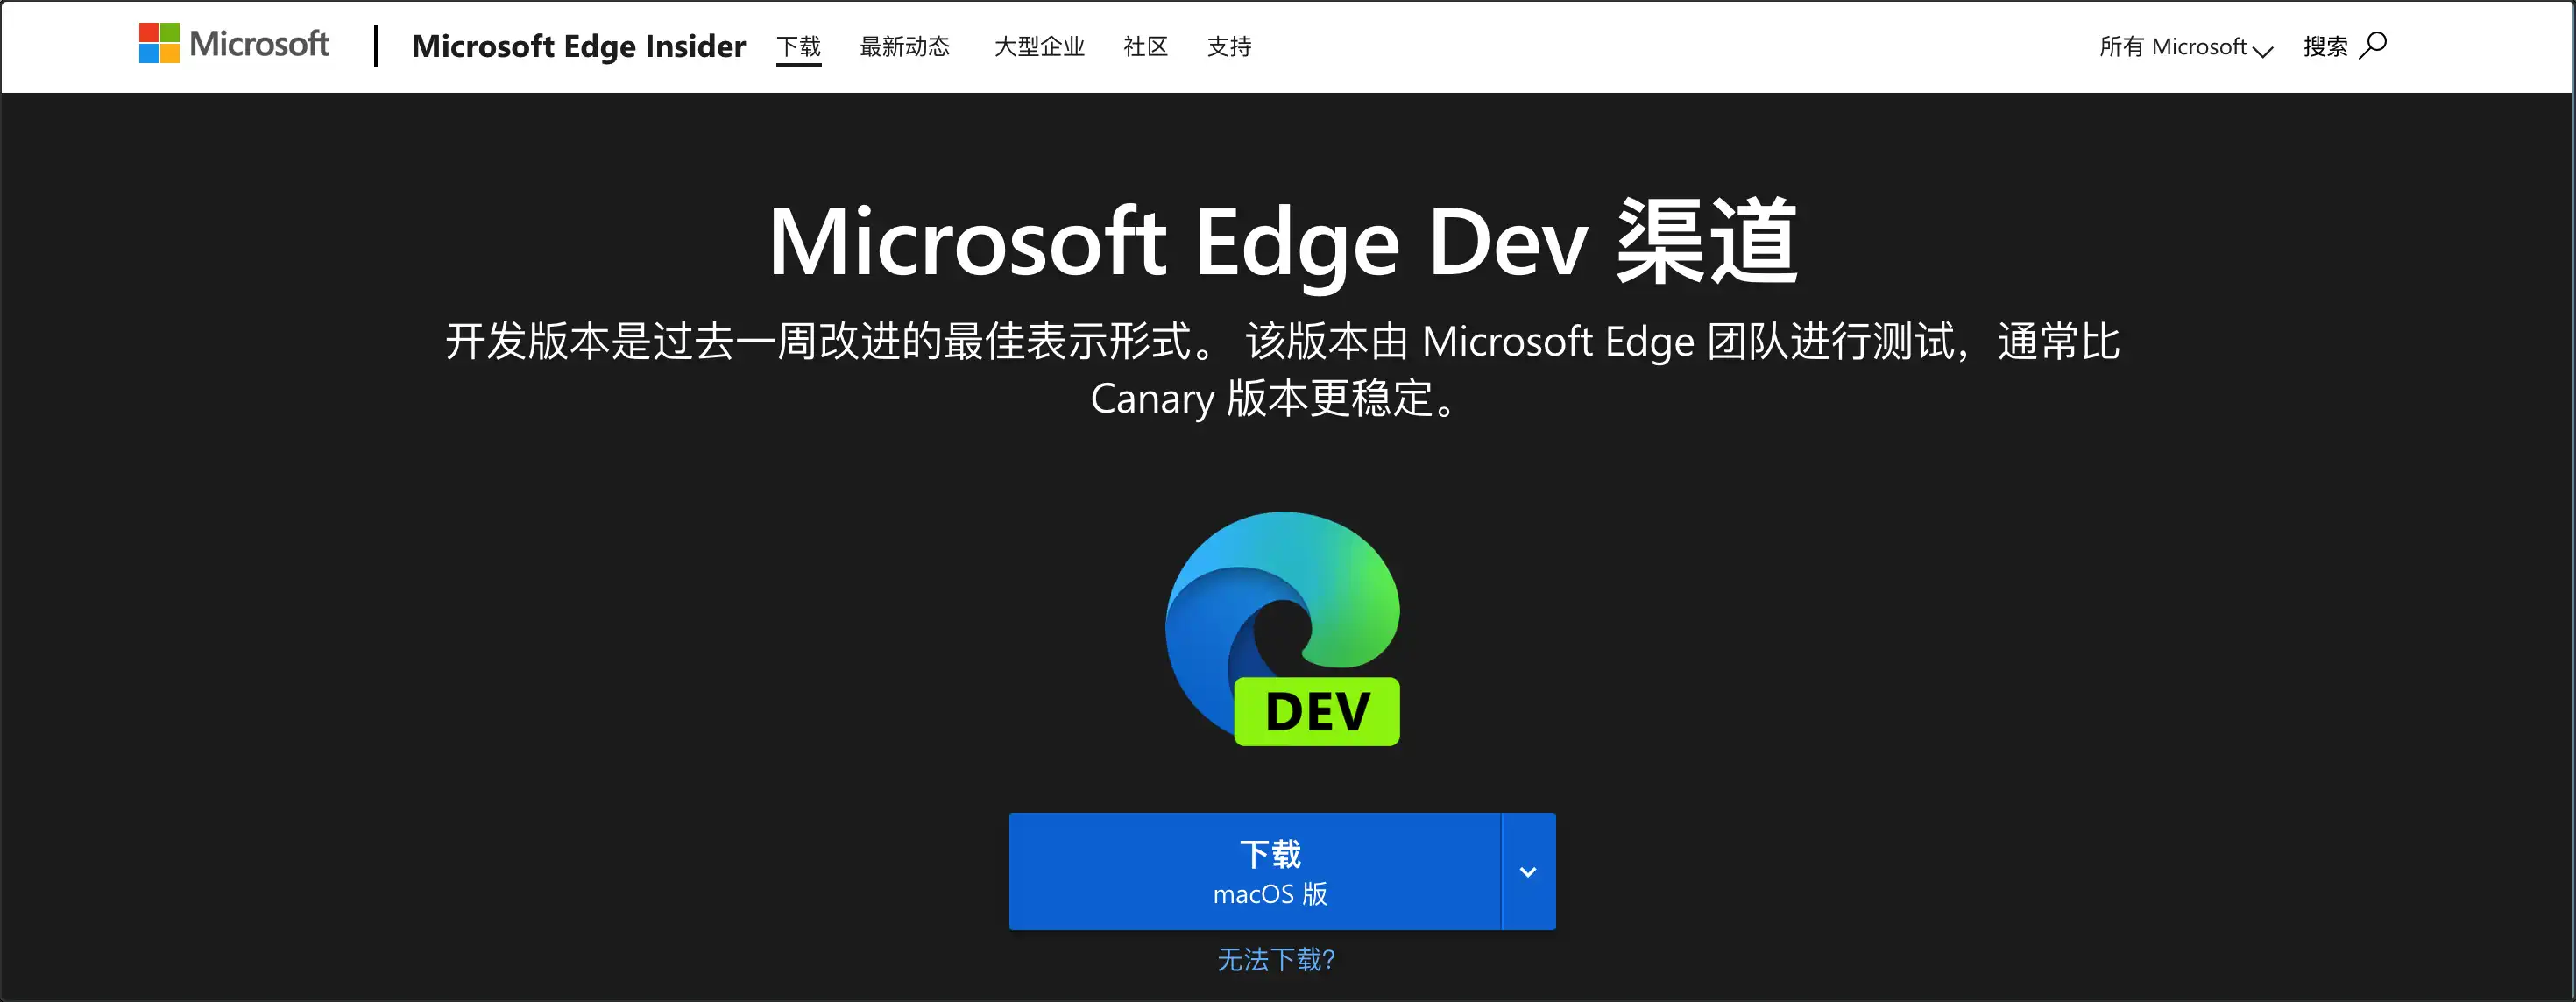 Microsoft
Microsoft Edge Insider 下载 最新动态 大型企业 社区 支持 所有 Microsoft 搜索
Microsoft Edge Dev 渠道
开发版本是过去一周改进的最佳表示形式。 该版本由 Microsoft Edge 团队进行测试，通常比
Canary 版本更稳定。
DEV
下载
macOS 版
无法下载?